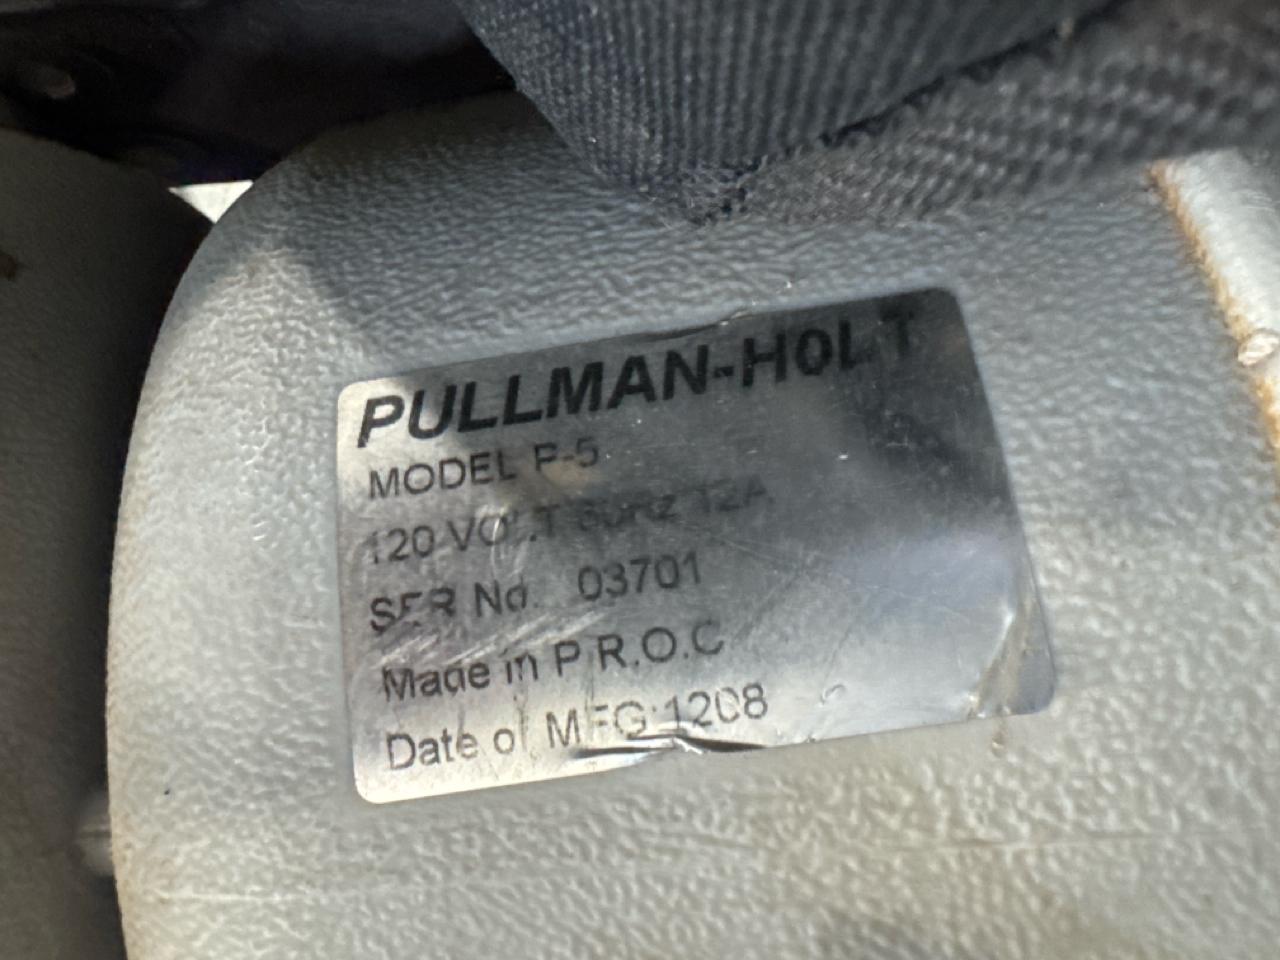 PULLMAN-HOLT
MODEL P-5
120 VOLT 60Hz 12A
SER No. 03701
Made in P.R.O.C
Date of MFG:1208